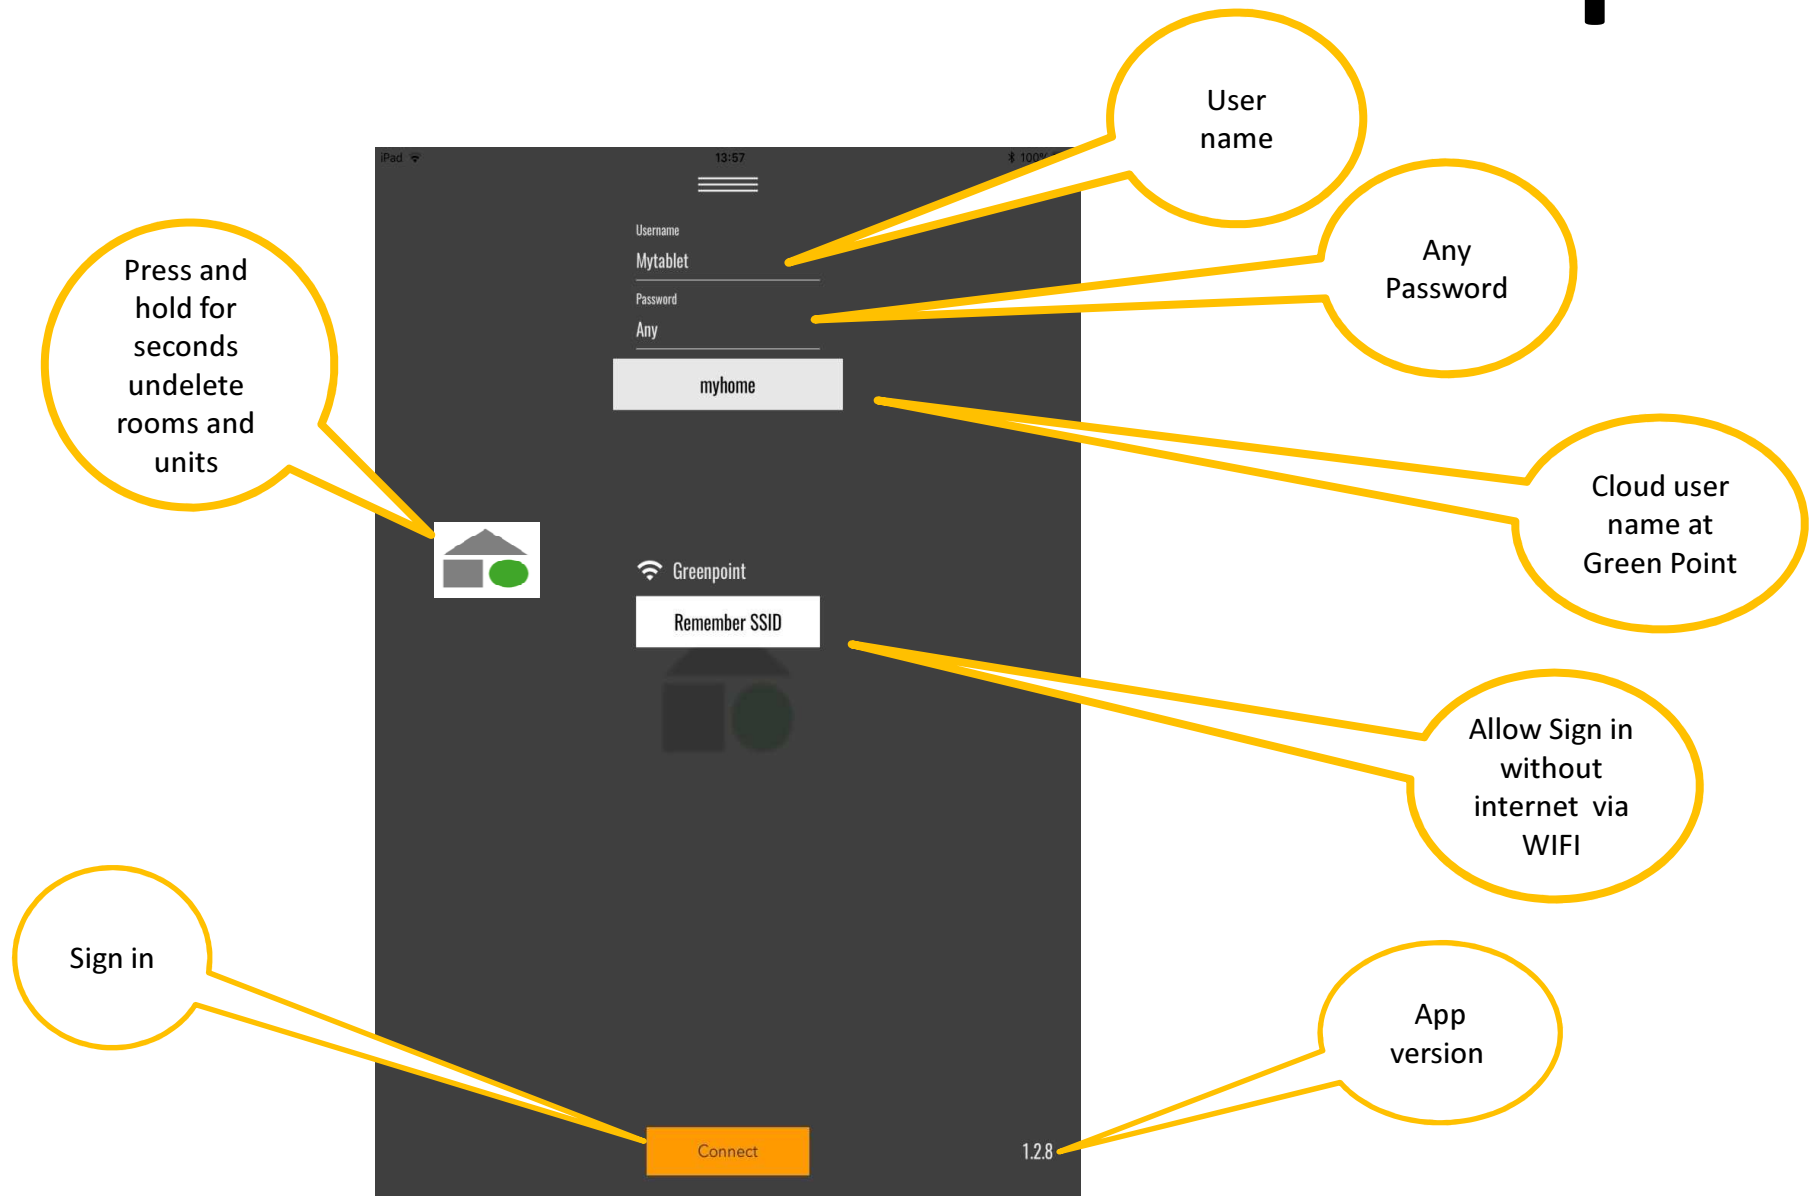 User
name
iPad
13:57
100%
Username
Mytablet
Any
Password
Press and
hold for
seconds
undelete
rooms and
units
Password
Any
myhome
Cloud user
name at
Green Point
Greenpoint
Remember SSID
Allow Sign in
without
internet via
WIFI
Sign in
App
version
Connect
1.2.8